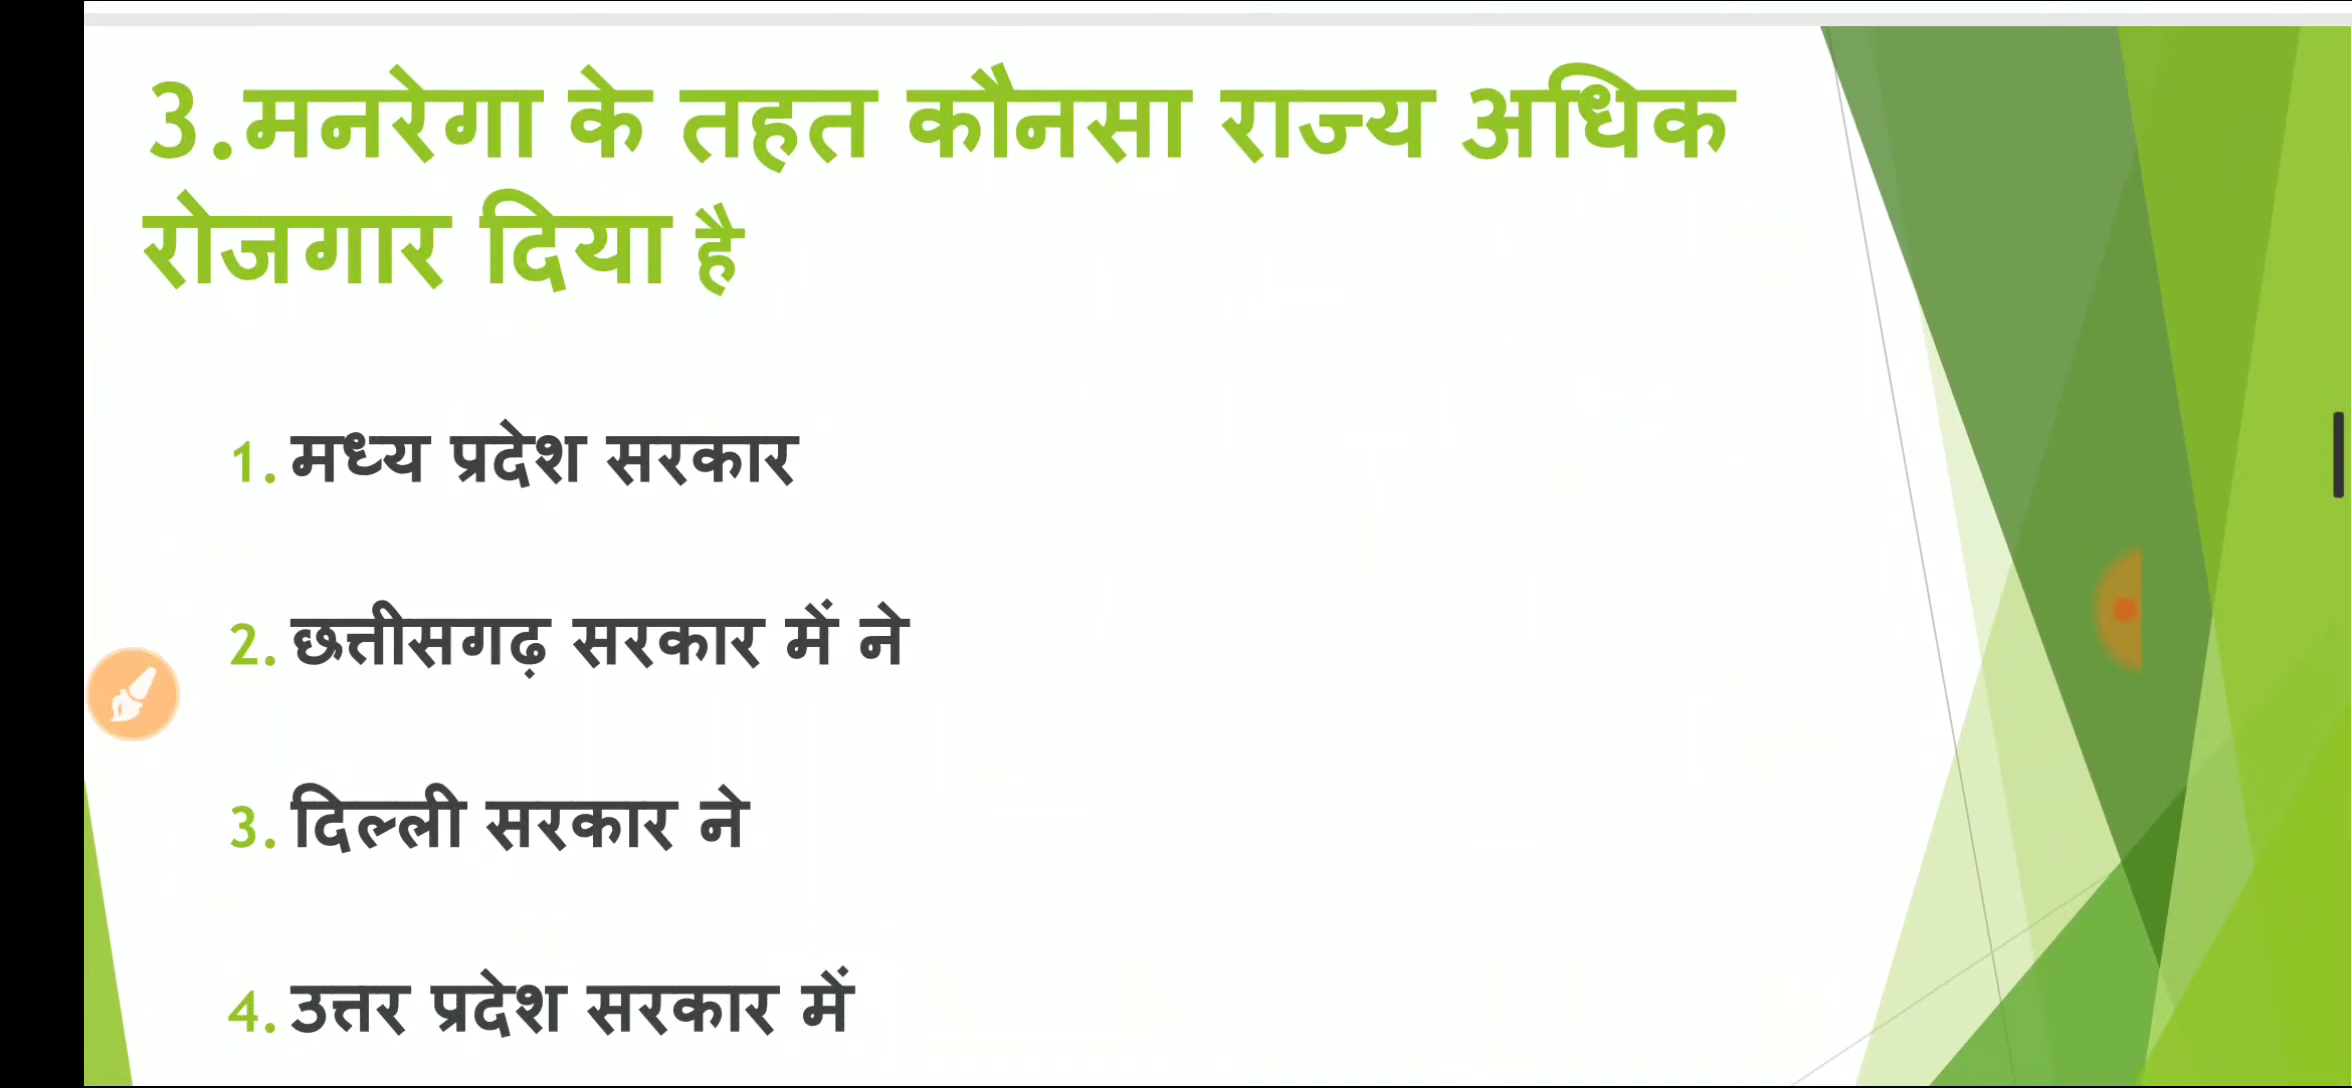 3.मनरेगा के तहत कौनसा राज्य अधिक
रोजगार दिया है
1. मध्य प्रदेश सरकार
2. छत्तीसगढ़ सरकार में ने
3. दिल्ली सरकार ने
4. उत्तर प्रदेश सरकार में